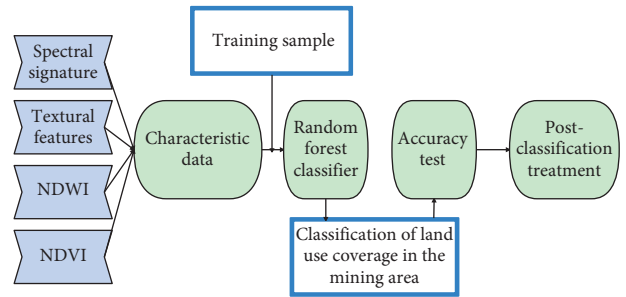 Training sample
Spectral
signature
Textural
features
NDWI
NDVI
Characteristic
data
Random
forest
classifier
Classification of land
use coverage in the
mining area
Accuracy
test
Post-
classification
treatment